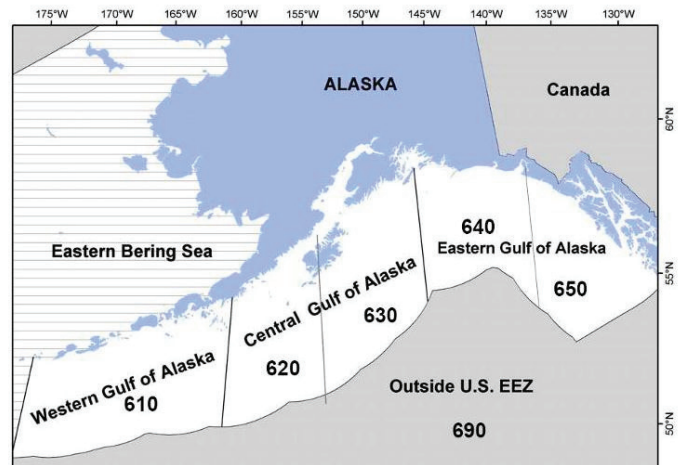 175°W 170°W 165°W 160°W 155°W 150°W 145°W 140°W 135°W 130°W
ALASKA
Canada
60°N
640
Eastern Bering Sea
Eastern Gulf of Alaska
55°N
650
Central Gulf of Alaska
630
620
Western Gulf of Alaska
610
Outside U.S. EEZ
690
50°N